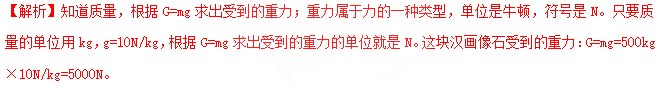 【解析】知道质量，根据 G=mg 求出受到的重力；重力属于力的一种类型，单位是牛顿，符号是 N。只要质
量的单位用 kg，g=10N/kg，根据 G=mg 求出受到的重力的单位就是 N。这块汉画像石受到的重力：G=mg=500kg
×10N/kg=5000N。